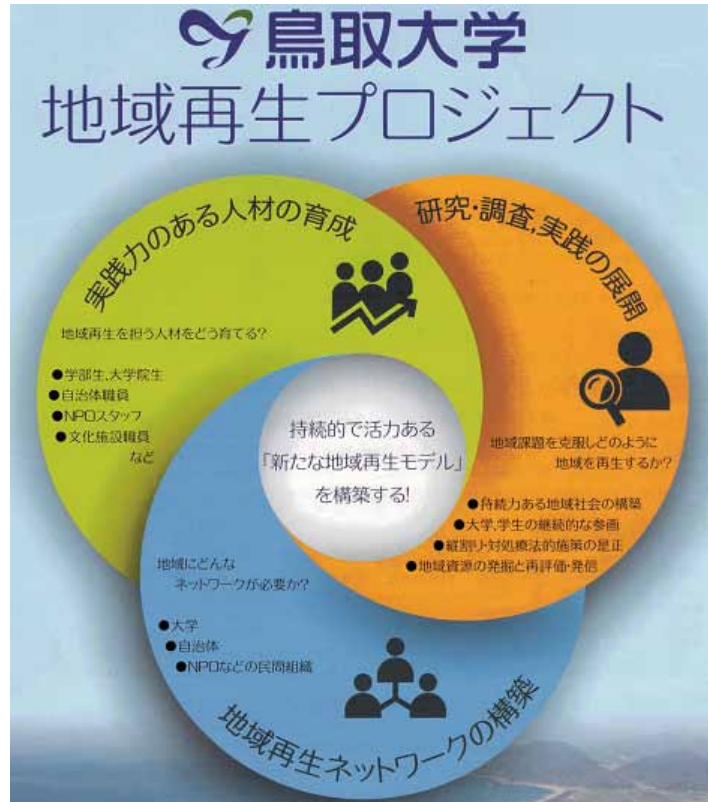 鳥取大学
地域再生プロジェクト
実践力のある人材の育成
地域再生を担う人材をどう育てる?
●学部生、大学院生
●自治体職員
●NPOスタッフ
●文化施設職員
など
研究・調査,実践の展開
地域課題を克服しどのように
地域を再生するか?
●持続力ある地域社会の構築
●大学,学生の継続的な参画
●縦割り・対処療法的施策の是正
●地域資源の発掘と再評価・発信
持続的で活力ある
「新たな地域再生モデル」
を構築する!
地域にどんな
ネットワークが必要か?
●大学
●自治体
●NPOなどの民間組織
地域再生ネットワークの構築